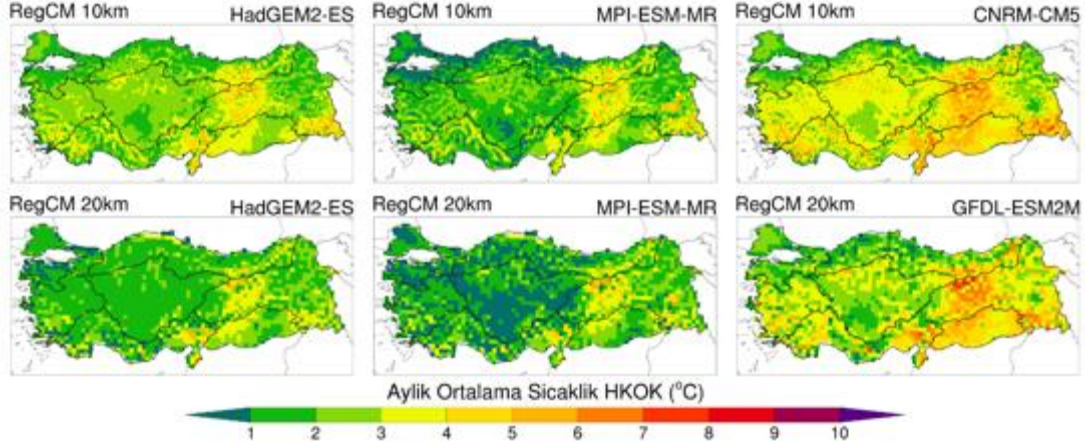 RegCM 10km HadGEM2-ES RegCM 10km MPI-ESM-MR RegCM 10km CNRM-CM5
RegCM 20km HadGEM2-ES RegCM 20km MPI-ESM-MR RegCM 20km GFDL-ESM2M
Aylik Ortalama Sicaklik HKOK (°C)
1 2 3 4 5 6 7 8 9 10